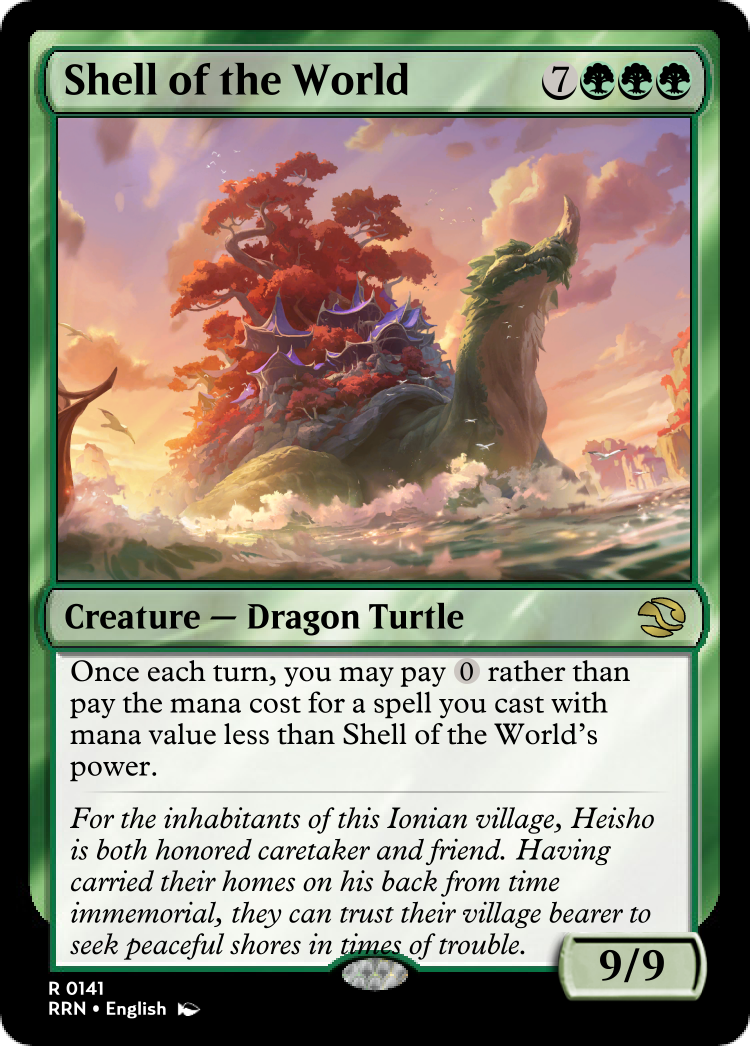 Shell of the World
7
Creature — Dragon Turtle
Once each turn, you may pay 0 rather than
pay the mana cost for a spell you cast with
mana value less than Shell of the World's
power.
For the inhabitants of this Ionian village, Heisho
is both honored caretaker and friend. Having
carried their homes on his back from time
immemorial, they can trust their village bearer to
seek peaceful shores in times of trouble.
9/9
R 0141
RRN • English